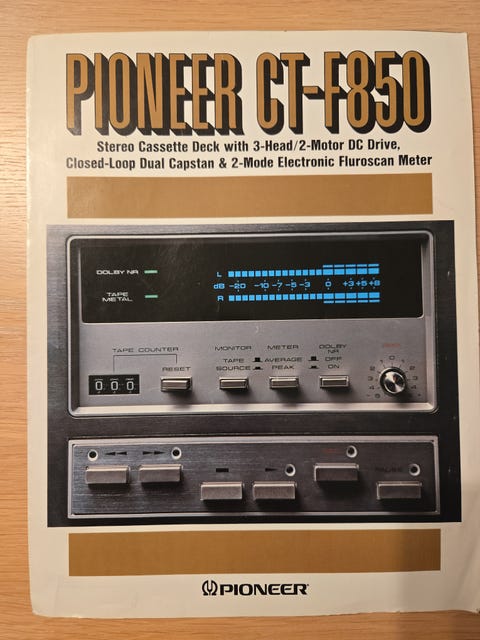 PIONEER CT-F850
Stereo Cassette Deck with 3-Head/2-Motor DC Drive,
Closed-Loop Dual Capstan & 2-Mode Electronic Fluroscan Meter
DOLBY NR
L
dB -20 -10 -7 -5 -3 0 +3 +5 +8
TAPE
METAL
R
TAPE COUNTER
MONITOR METER DOLBY
NR
000
RESET
TAPE AVERAGE OFF
SOURCE PEAK ON
0
PAUSE
PIONEER